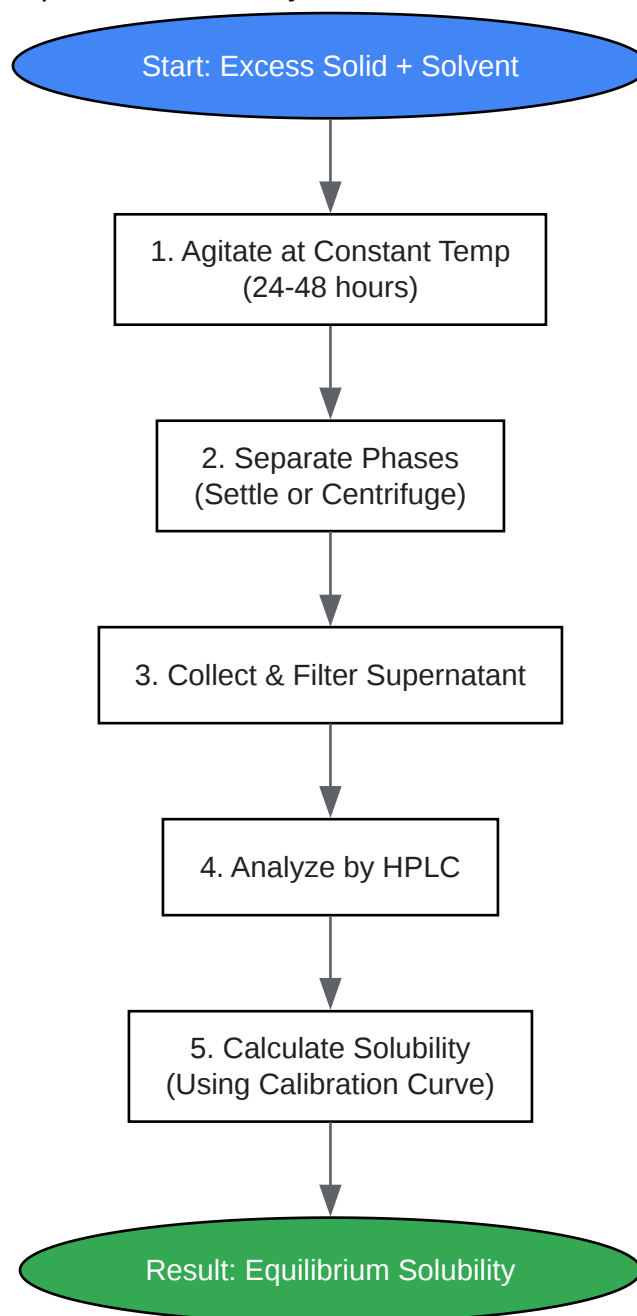 Start: Excess Solid + Solvent
1. Agitate at Constant Temp
(24-48 hours)
2. Separate Phases
(Settle or Centrifuge)
3. Collect & Filter Supernatant
4. Analyze by HPLC
5. Calculate Solubility
(Using Calibration Curve)
Result: Equilibrium Solubility